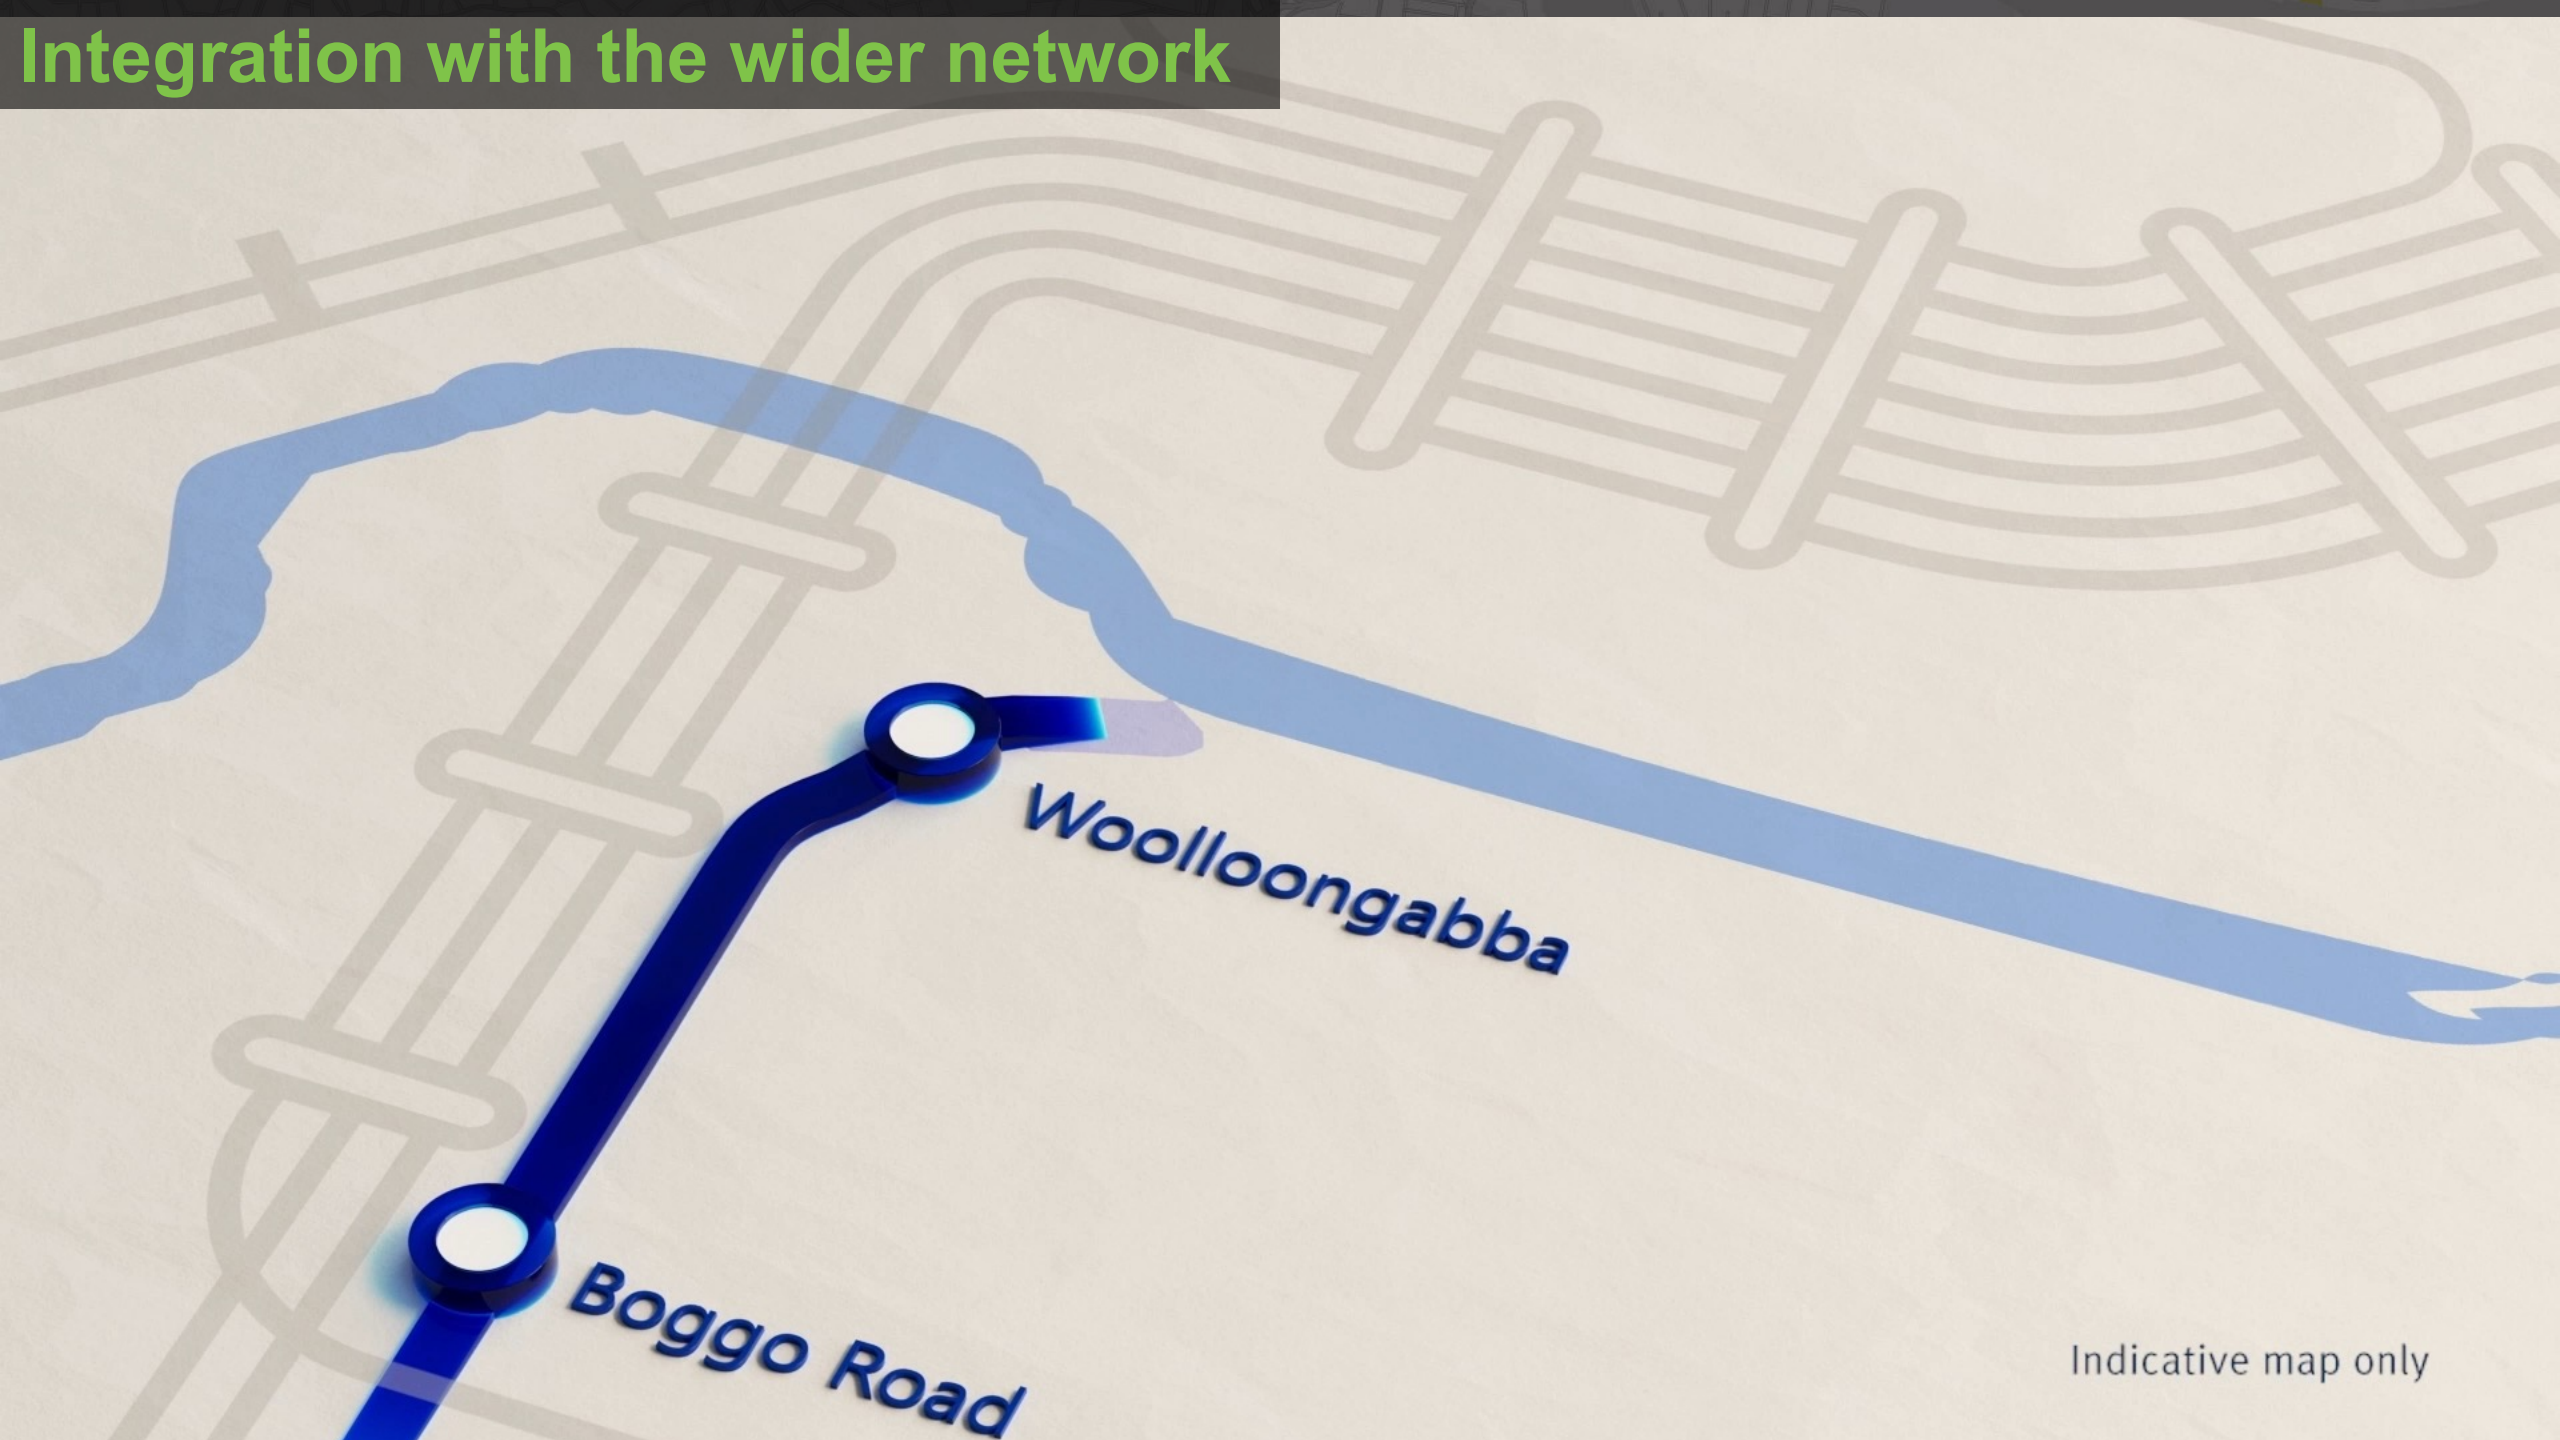 Integration with the wider network
Woolloongabba
Boggo Road
Indicative map only